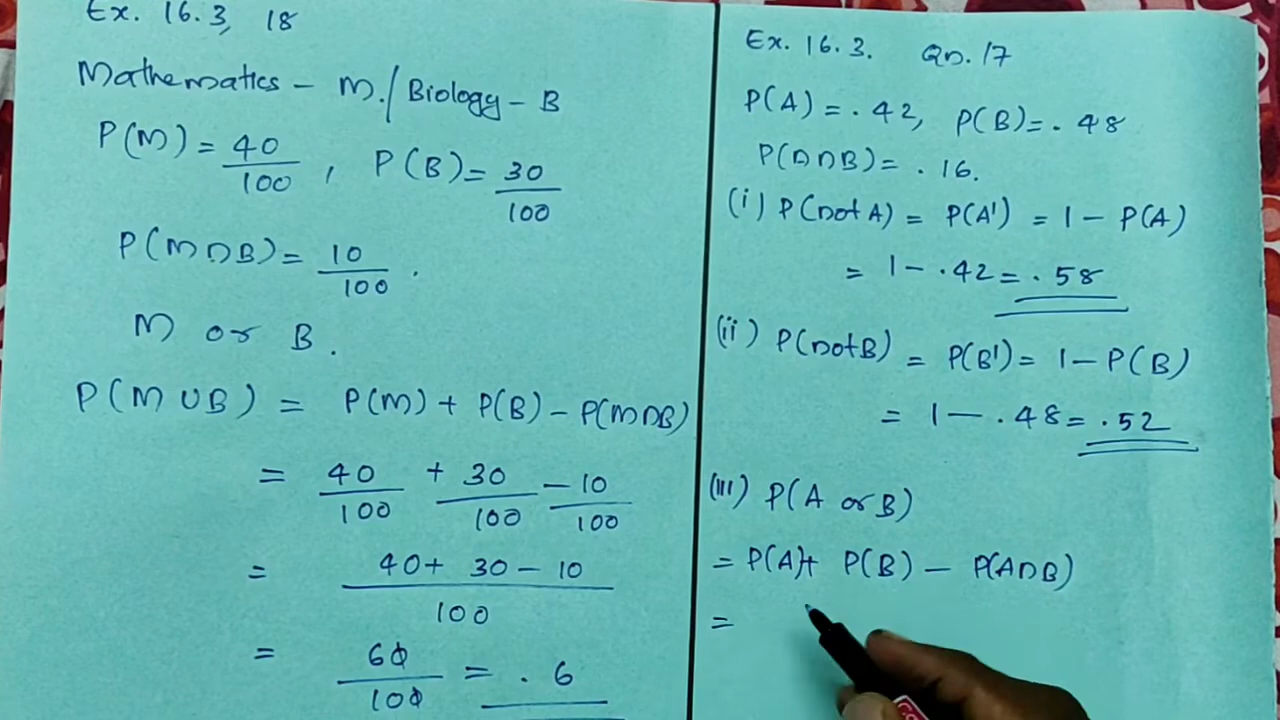 Ex. 16.3, 18
Mathematics - M. / Biology - B
P(M) = 40/100 , P(B) = 30/100
P(M∩B) = 10/100 .
M or B.
P(M∪B) = P(M) + P(B) - P(M∩B)
= 40/100 + 30/100 - 10/100
= 40 + 30 - 10 / 100
= 60/100 = .6
Ex. 16.3. Qn. 17
P(A) = .42, P(B) = .48
P(A∩B) = .16.
(i) P(not A) = P(A') = 1 - P(A)
= 1 - .42 = .58
(ii) P(not B) = P(B') = 1 - P(B)
= 1 - .48 = .52
(iii) P(A or B)
= P(A) + P(B) - P(A∩B)
=